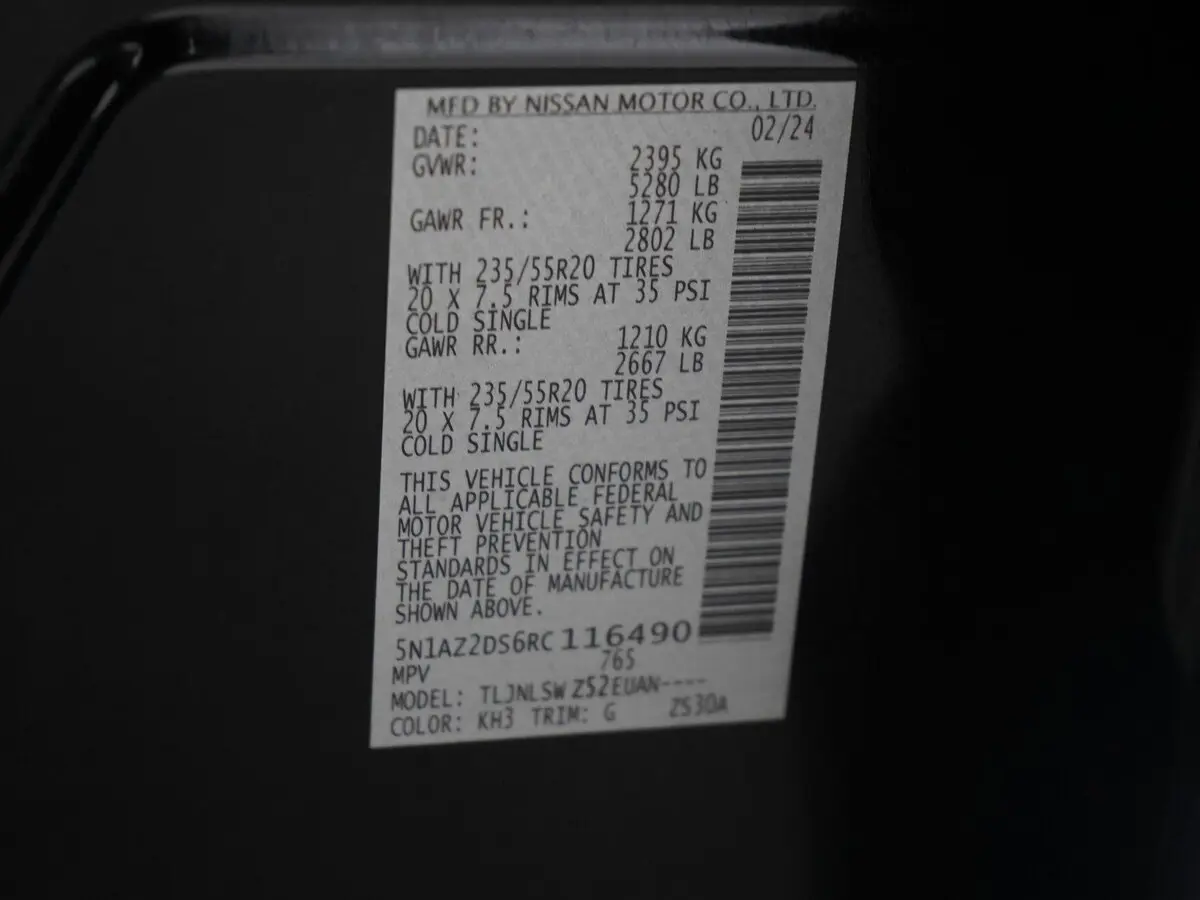 MFD BY NISSAN MOTOR CO., LTD.
DATE: 02/24
GVWR: 2395 KG
5280 LB
GAWR FR.: 1271 KG
2802 LB
WITH 235/55R20 TIRES
20 X 7.5 RIMS AT 35 PSI
COLD SINGLE
GAWR RR.: 1210 KG
2667 LB
WITH 235/55R20 TIRES
20 X 7.5 RIMS AT 35 PSI
COLD SINGLE
THIS VEHICLE CONFORMS TO
ALL APPLICABLE FEDERAL
MOTOR VEHICLE SAFETY AND
THEFT PREVENTION
STANDARDS IN EFFECT ON
THE DATE OF MANUFACTURE
SHOWN ABOVE.
5N1AZ2DS6RC116490
MPV 765
MODEL: TLJNLSWZ52EUAN----
COLOR: KH3 TRIM: G ZS30A